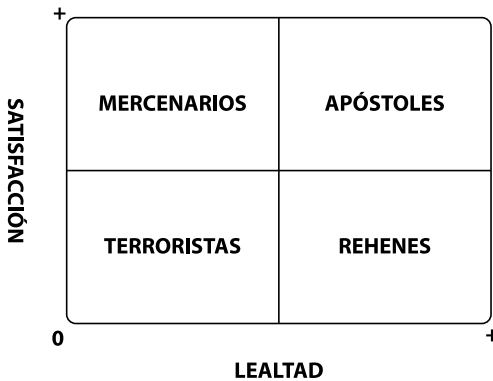 +
MERCENARIOS
APÓSTOLES
SATISFACCIÓN
TERRORISTAS
REHENES
0
+
LEALTAD